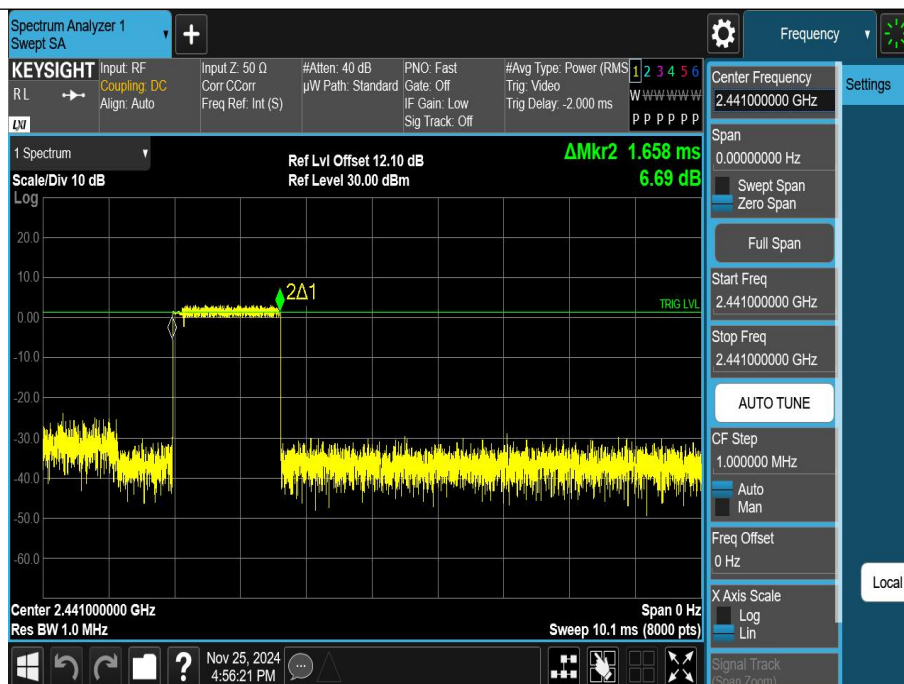 Spectrum Analyzer 1
Swept SA
+
Frequency
KEYSIGHT
RL
LXI
Input: RF
Coupling: DC
Align: Auto
Input Z: 50 Ω
Corr CCorr
Freq Ref: Int (S)
#Atten: 40 dB
µW Path: Standard
PNO: Fast
Gate: Off
IF Gain: Low
Sig Track: Off
#Avg Type: Power (RMS
Trig: Video
Trig Delay: -2.000 ms
1 2 3 4 5 6
W W W W W W
P P P P P P
1 Spectrum
Scale/Div 10 dB
Log
Ref Lvl Offset 12.10 dB
Ref Level 30.00 dBm
ΔMkr2 1.658 ms
6.69 dB
20.0
10.0
0.00
-10.0
-20.0
-30.0
-40.0
-50.0
-60.0
2Δ1
TRIG LVL
Center 2.441000000 GHz
Res BW 1.0 MHz
Span 0 Hz
Sweep 10.1 ms (8000 pts)
Center Frequency
2.441000000 GHz
Span
0.00000000 Hz
Swept Span
Zero Span
Full Span
Start Freq
2.441000000 GHz
Stop Freq
2.441000000 GHz
AUTO TUNE
CF Step
1.000000 MHz
Auto
Man
Freq Offset
0 Hz
X Axis Scale
Log
Lin
Signal Track
(Span Zoom)
Settings
Local
?
Nov 25, 2024
4:56:21 PM